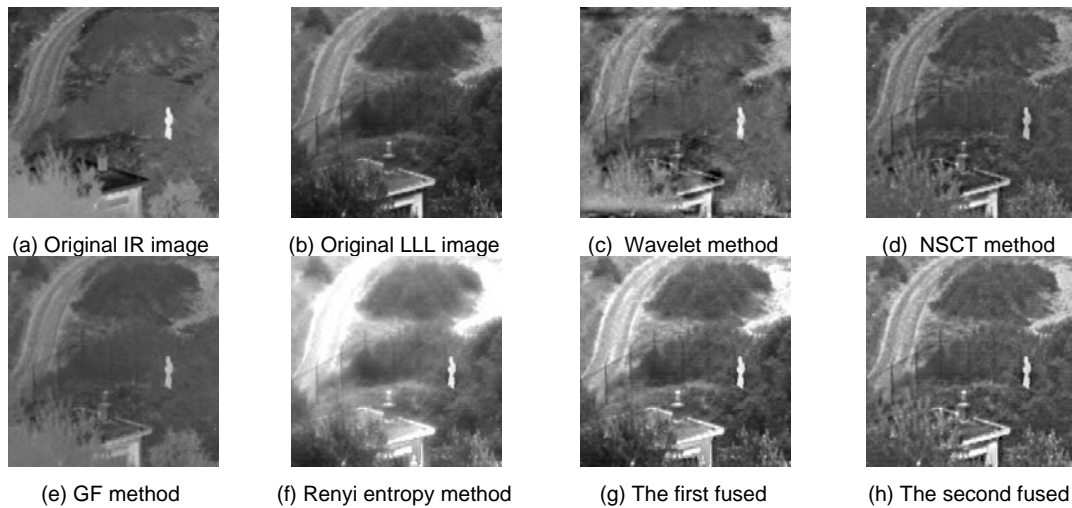 (a) Original IR image
(b) Original LLL image
(c) Wavelet method
(d) NSCT method
(e) GF method
(f) Renyi entropy method
(g) The first fused
(h) The second fused